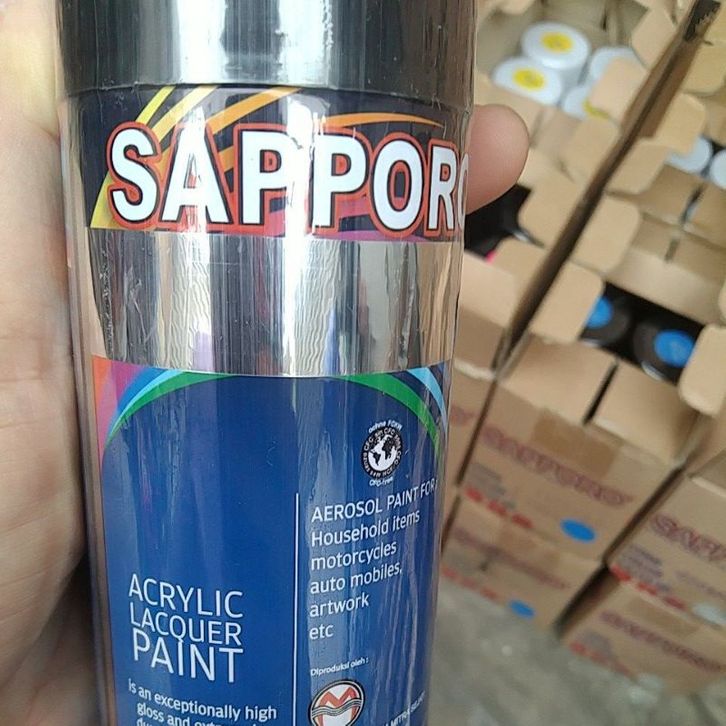 SAPPORO
ACRYLIC
LACQUER
PAINT
is an exceptionally high
gloss and
AEROSOL PAINT FOR
Household items
motorcycles
auto mobiles,
artwork
etc
Diproduksi oleh :
SAPPORO